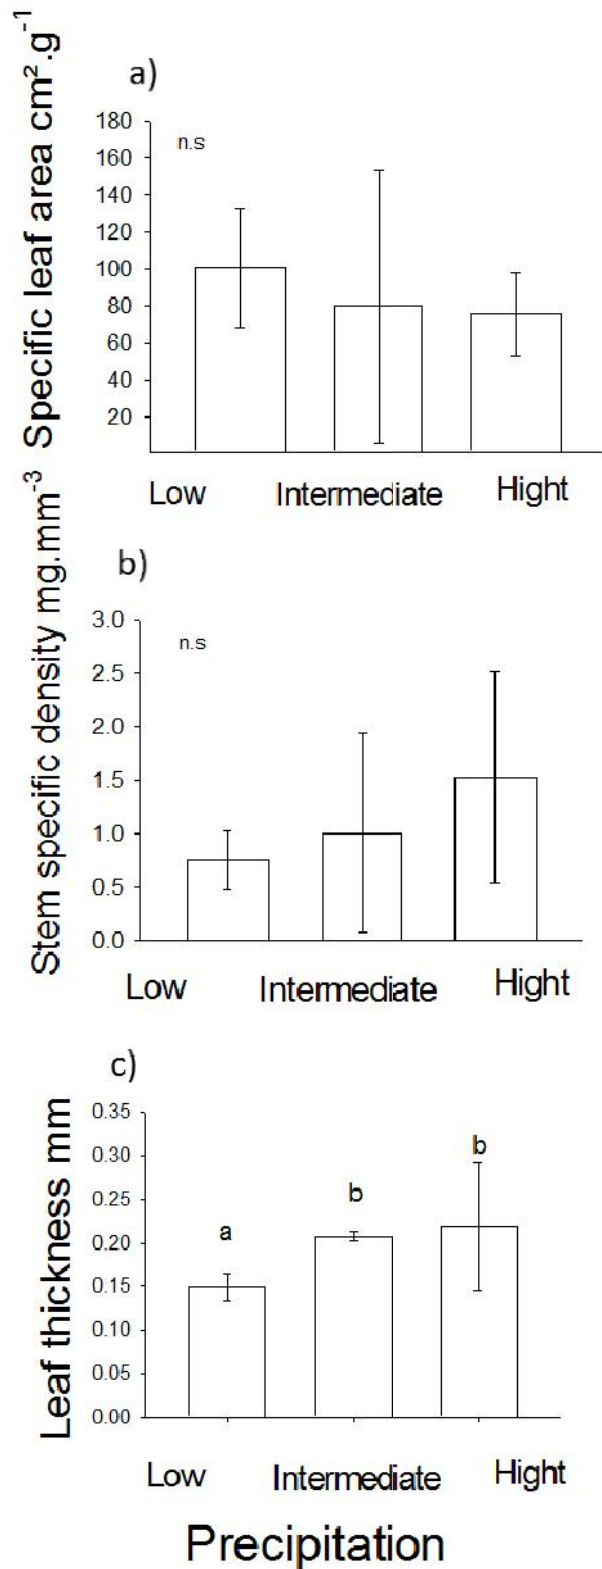 a)
Specific leaf area cm².g⁻¹
180
160
140
120
100
80
60
40
20
n.s
Low Intermediate Hight
b)
Stem specific density mg.mm⁻³
3.0
2.5
2.0
1.5
1.0
0.5
0.0
n.s
Low Intermediate Hight
c)
Leaf thickness mm
0.35
0.30
0.25
0.20
0.15
0.10
0.05
0.00
a b b
Low Intermediate Hight
Precipitation